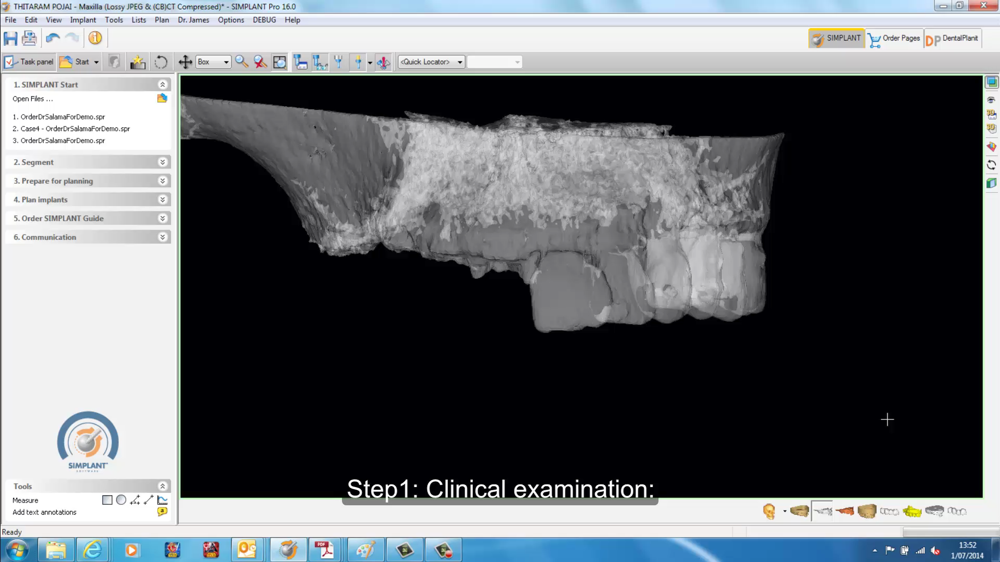 THITARAM POJAI - Maxilla (Lossy JPEG & (CB)CT Compressed)* - SIMPLANT Pro 16.0
File Edit View Implant Tools Lists Plan Dr. James Options DEBUG Help
SIMPLANT Order Pages DP DentalPlanit
Task panel Start Box <Quick Locator>
1. SIMPLANT Start
Open Files ...
1. OrderDrSalamaForDemo.spr
2. Case4 - OrderDrSalamaForDemo.spr
3. OrderDrSalamaForDemo.spr
2. Segment
3. Prepare for planning
4. Plan implants
5. Order SIMPLANT Guide
6. Communication
SIMPLANT
SOFTWARE
Tools
Measure
Add text annotations
Step1: Clinical examination:
Ready
PDF
13:52
1/07/2014